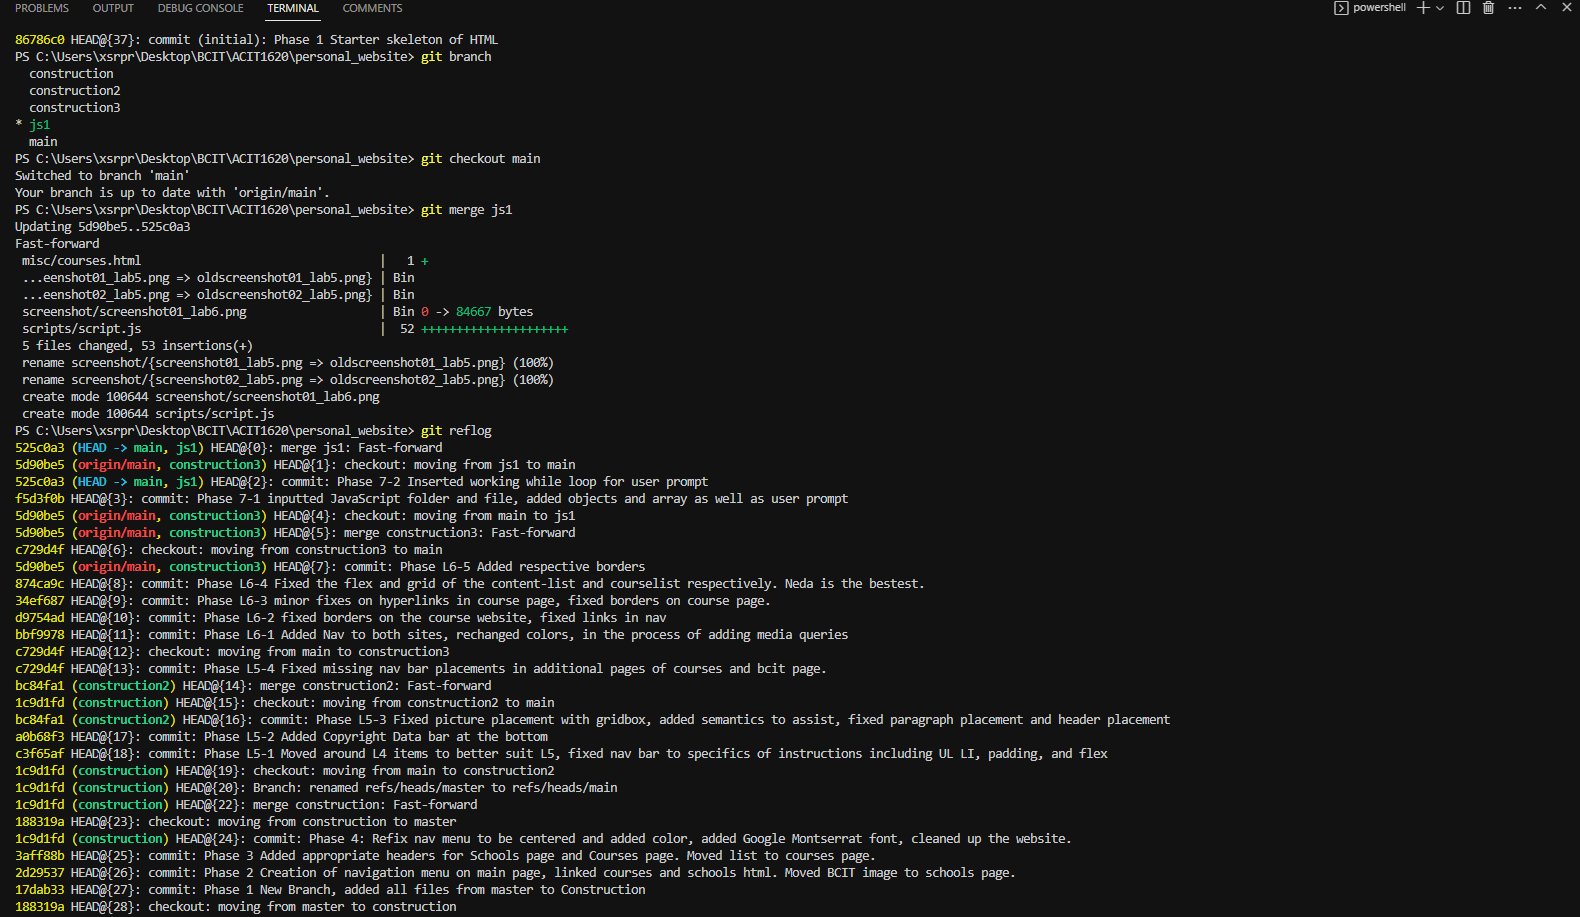 PROBLEMS OUTPUT DEBUG CONSOLE TERMINAL COMMENTS powershell
86786c0 HEAD@{37}: commit (initial): Phase 1 Starter skeleton of HTML
PS C:\Users\xsrpr\Desktop\BCIT\ACIT1620\personal_website> git branch
construction
construction2
construction3
* js1
main
PS C:\Users\xsrpr\Desktop\BCIT\ACIT1620\personal_website> git checkout main
Switched to branch 'main'
Your branch is up to date with 'origin/main'.
PS C:\Users\xsrpr\Desktop\BCIT\ACIT1620\personal_website> git merge js1
Updating 5d90be5..525c0a3
Fast-forward
misc/courses.html | 1 +
...eenshot01_lab5.png => oldscreenshot01_lab5.png} | Bin
...eenshot02_lab5.png => oldscreenshot02_lab5.png} | Bin
screenshot/screenshot01_lab6.png | Bin 0 -> 84667 bytes
scripts/script.js | 52 +++++++++++++++++++++
5 files changed, 53 insertions(+)
rename screenshot/{screenshot01_lab5.png => oldscreenshot01_lab5.png} (100%)
rename screenshot/{screenshot02_lab5.png => oldscreenshot02_lab5.png} (100%)
create mode 100644 screenshot/screenshot01_lab6.png
create mode 100644 scripts/script.js
PS C:\Users\xsrpr\Desktop\BCIT\ACIT1620\personal_website> git reflog
525c0a3 (HEAD -> main, js1) HEAD@{0}: merge js1: Fast-forward
5d90be5 (origin/main, construction3) HEAD@{1}: checkout: moving from js1 to main
525c0a3 (HEAD -> main, js1) HEAD@{2}: commit: Phase 7-2 Inserted working while loop for user prompt
f5d3f0b HEAD@{3}: commit: Phase 7-1 inputted JavaScript folder and file, added objects and array as well as user prompt
5d90be5 (origin/main, construction3) HEAD@{4}: checkout: moving from main to js1
5d90be5 (origin/main, construction3) HEAD@{5}: merge construction3: Fast-forward
c729d4f HEAD@{6}: checkout: moving from construction3 to main
5d90be5 (origin/main, construction3) HEAD@{7}: commit: Phase L6-5 Added respective borders
874ca9c HEAD@{8}: commit: Phase L6-4 Fixed the flex and grid of the content-list and courselist respectively. Neda is the bestest.
34ef687 HEAD@{9}: commit: Phase L6-3 minor fixes on hyperlinks in course page, fixed borders on course page.
d9754ad HEAD@{10}: commit: Phase L6-2 fixed borders on the course website, fixed links in nav
bbf9978 HEAD@{11}: commit: Phase L6-1 Added Nav to both sites, rechanged colors, in the process of adding media queries
c729d4f HEAD@{12}: checkout: moving from main to construction3
c729d4f HEAD@{13}: commit: Phase L5-4 Fixed missing nav bar placements in additional pages of courses and bcit page.
bc84fa1 (construction2) HEAD@{14}: merge construction2: Fast-forward
1c9d1fd (construction) HEAD@{15}: checkout: moving from construction2 to main
bc84fa1 (construction2) HEAD@{16}: commit: Phase L5-3 Fixed picture placement with gridbox, added semantics to assist, fixed paragraph placement and header placement
a0b68f3 HEAD@{17}: commit: Phase L5-2 Added Copyright Data bar at the bottom
c3f65af HEAD@{18}: commit: Phase L5-1 Moved around L4 items to better suit L5, fixed nav bar to specifics of instructions including UL LI, padding, and flex
1c9d1fd (construction) HEAD@{19}: checkout: moving from main to construction2
1c9d1fd (construction) HEAD@{20}: Branch: renamed refs/heads/master to refs/heads/main
1c9d1fd (construction) HEAD@{22}: merge construction: Fast-forward
188319a HEAD@{23}: checkout: moving from construction to master
1c9d1fd (construction) HEAD@{24}: commit: Phase 4: Refix nav menu to be centered and added color, added Google Montserrat font, cleaned up the website.
3aff88b HEAD@{25}: commit: Phase 3 Added appropriate headers for Schools page and Courses page. Moved list to courses page.
2d29537 HEAD@{26}: commit: Phase 2 Creation of navigation menu on main page, linked courses and schools html. Moved BCIT image to schools page.
17dab33 HEAD@{27}: commit: Phase 1 New Branch, added all files from master to Construction
188319a HEAD@{28}: checkout: moving from master to construction